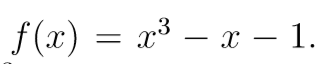 f(x) = x³ − x − 1.